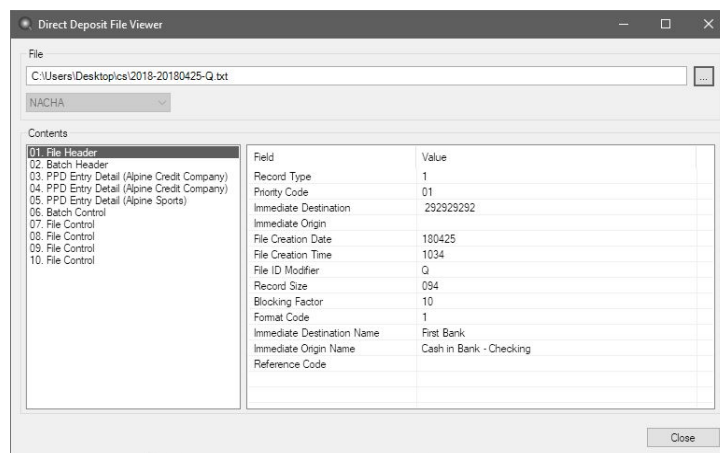 Direct Deposit File Viewer
File
C:\Users\Desktop\cs\2018-20180425-Q.txt
...
NACHA
Contents
01. File Header
02. Batch Header
03. PPD Entry Detail (Alpine Credit Company)
04. PPD Entry Detail (Alpine Credit Company)
05. PPD Entry Detail (Alpine Sports)
06. Batch Control
07. File Control
08. File Control
09. File Control
10. File Control
Field Value
Record Type 1
Priority Code 01
Immediate Destination 292929292
Immediate Origin
File Creation Date 180425
File Creation Time 1034
File ID Modifier Q
Record Size 094
Blocking Factor 10
Format Code 1
Immediate Destination Name First Bank
Immediate Origin Name Cash in Bank - Checking
Reference Code
Close